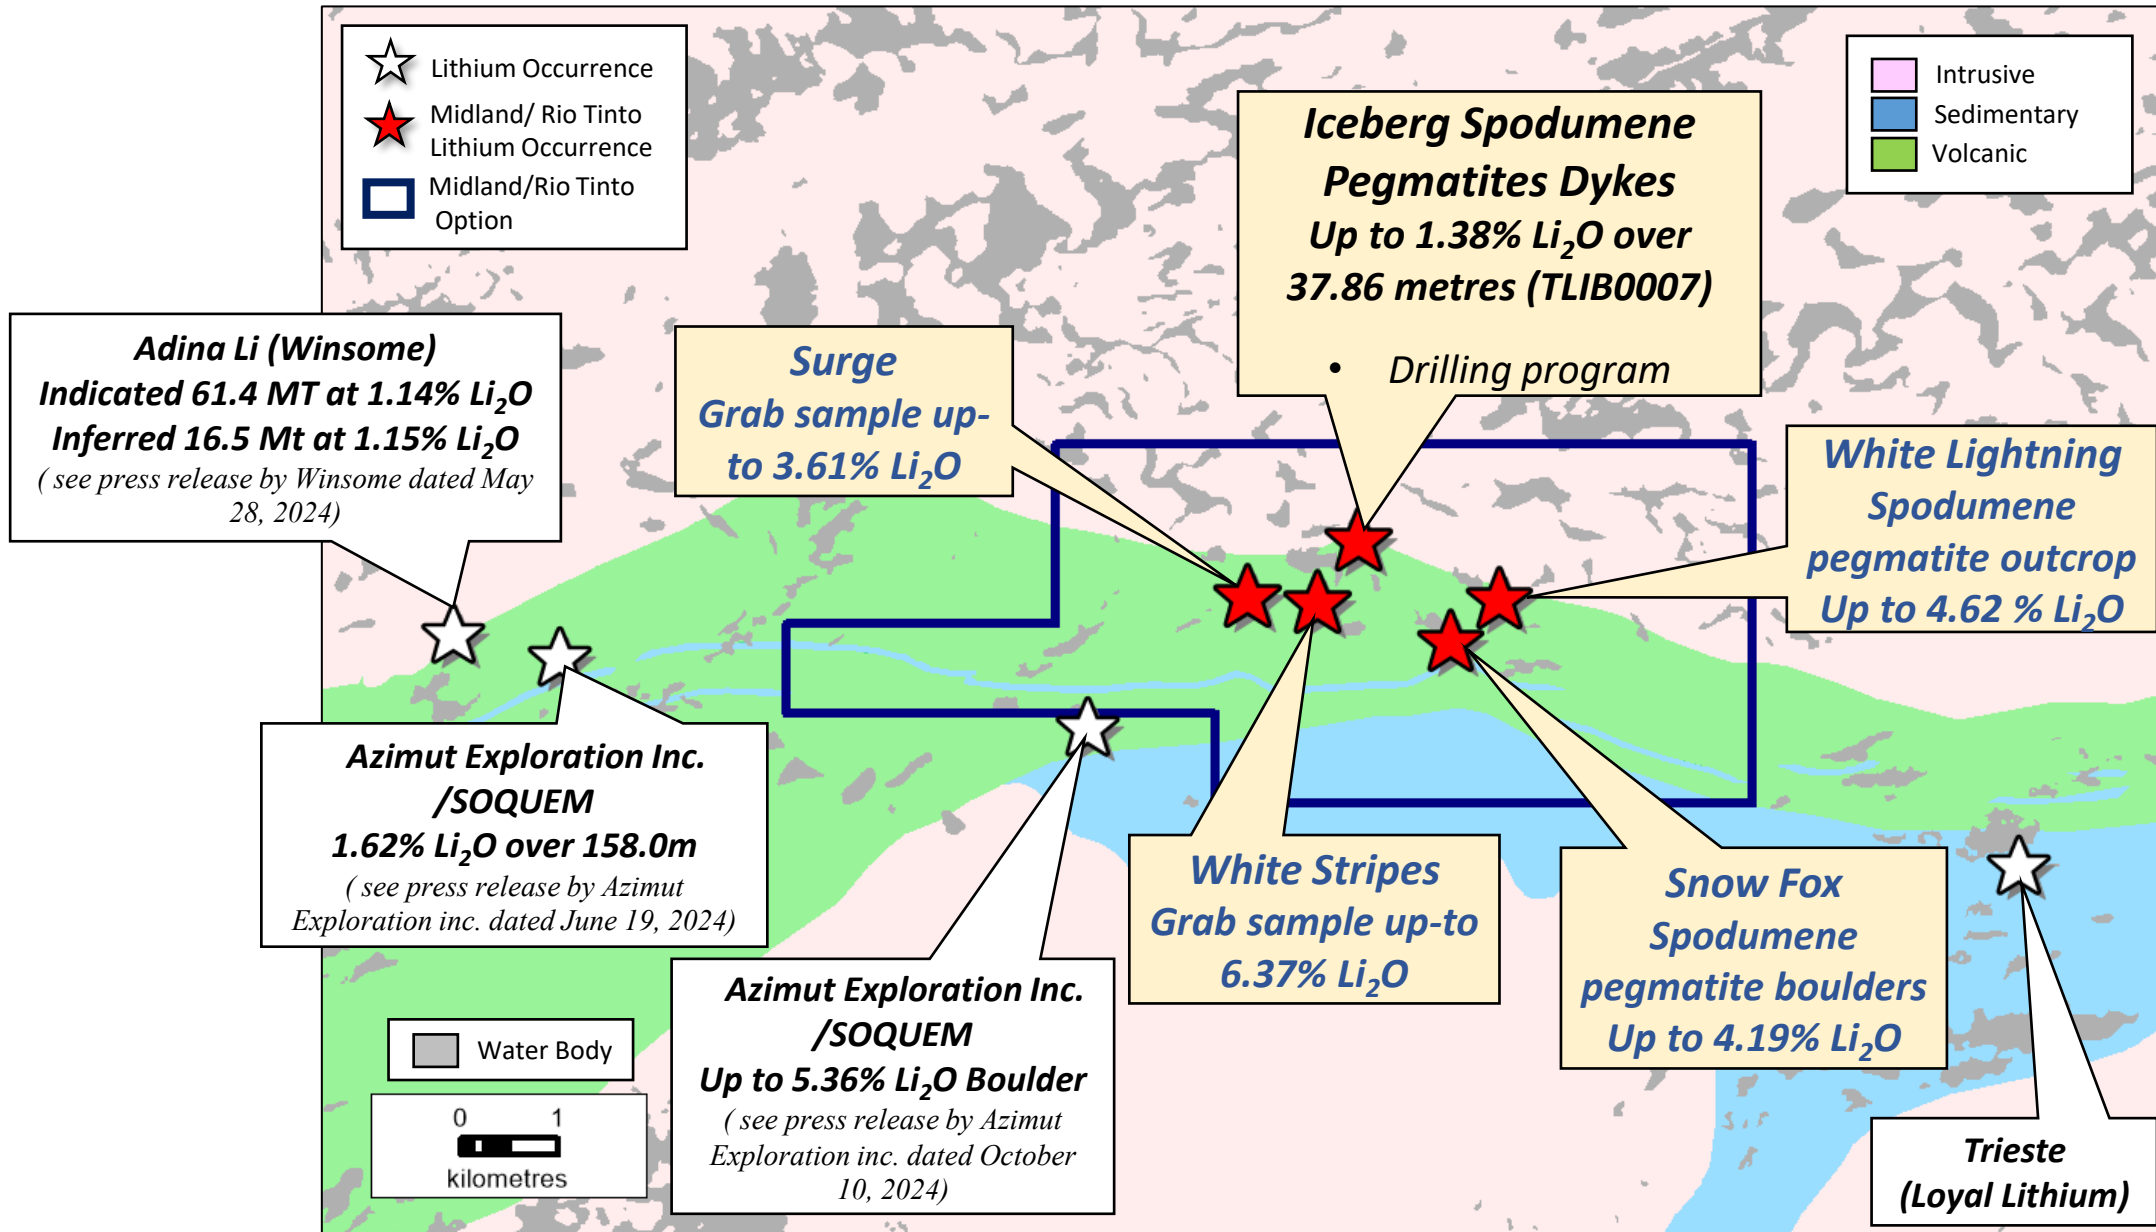 Lithium Occurrence
Midland/ Rio Tinto
Lithium Occurrence
Midland/Rio Tinto
Option
Intrusive
Sedimentary
Volcanic
Iceberg Spodumene
Pegmatites Dykes
Up to 1.38% Li₂O over
37.86 metres (TLIB0007)
• Drilling program
Adina Li (Winsome)
Indicated 61.4 MT at 1.14% Li₂O
Inferred 16.5 Mt at 1.15% Li₂O
( see press release by Winsome dated May
28, 2024)
Surge
Grab sample up-
to 3.61% Li₂O
White Lightning
Spodumene
pegmatite outcrop
Up to 4.62 % Li₂O
Azimut Exploration Inc.
/SOQUEM
1.62% Li₂O over 158.0m
( see press release by Azimut
Exploration inc. dated June 19, 2024)
White Stripes
Grab sample up-to
6.37% Li₂O
Snow Fox
Spodumene
pegmatite boulders
Up to 4.19% Li₂O
Azimut Exploration Inc.
/SOQUEM
Up to 5.36% Li₂O Boulder
( see press release by Azimut
Exploration inc. dated October
10, 2024)
Water Body
0 1
kilometres
Trieste
(Loyal Lithium)